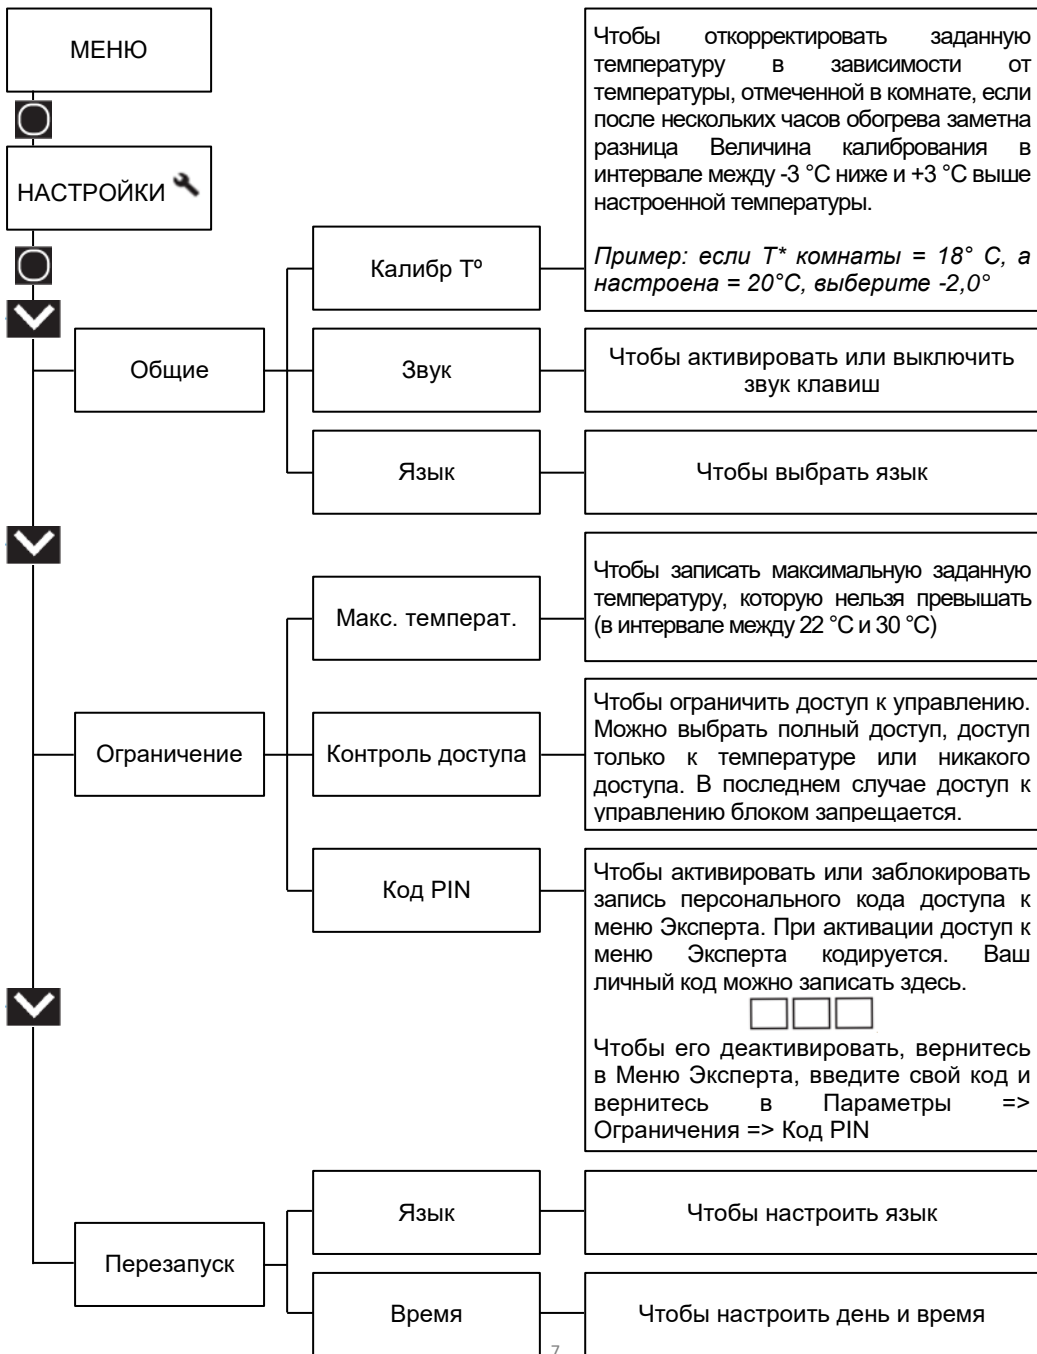 МЕНЮ
НАСТРОЙКИ
Калибр Tº
Чтобы откорректировать заданную
температуру в зависимости от
температуры, отмеченной в комнате, если
после нескольких часов обогрева заметна
разница Величина калибрования в
интервале между -3 °C ниже и +3 °C выше
настроенной температуры.
Пример: если T* комнаты = 18° C, а
настроена = 20°C, выберите -2,0°
Общие
Звук
Чтобы активировать или выключить
звук клавиш
Язык
Чтобы выбрать язык
Макс. температ.
Чтобы записать максимальную заданную
температуру, которую нельзя превышать
(в интервале между 22 °C и 30 °C)
Ограничение
Контроль доступа
Чтобы ограничить доступ к управлению.
Можно выбрать полный доступ, доступ
только к температуре или никакого
доступа. В последнем случае доступ к
управлению блоком запрещается.
Код PIN
Чтобы активировать или заблокировать
запись персонального кода доступа к
меню Эксперта. При активации доступ к
меню Эксперта кодируется. Ваш
личный код можно записать здесь.
Чтобы его деактивировать, вернитесь
в Меню Эксперта, введите свой код и
вернитесь в Параметры =>
Ограничения => Код PIN
Перезапуск
Язык
Чтобы настроить язык
Время
Чтобы настроить день и время
7